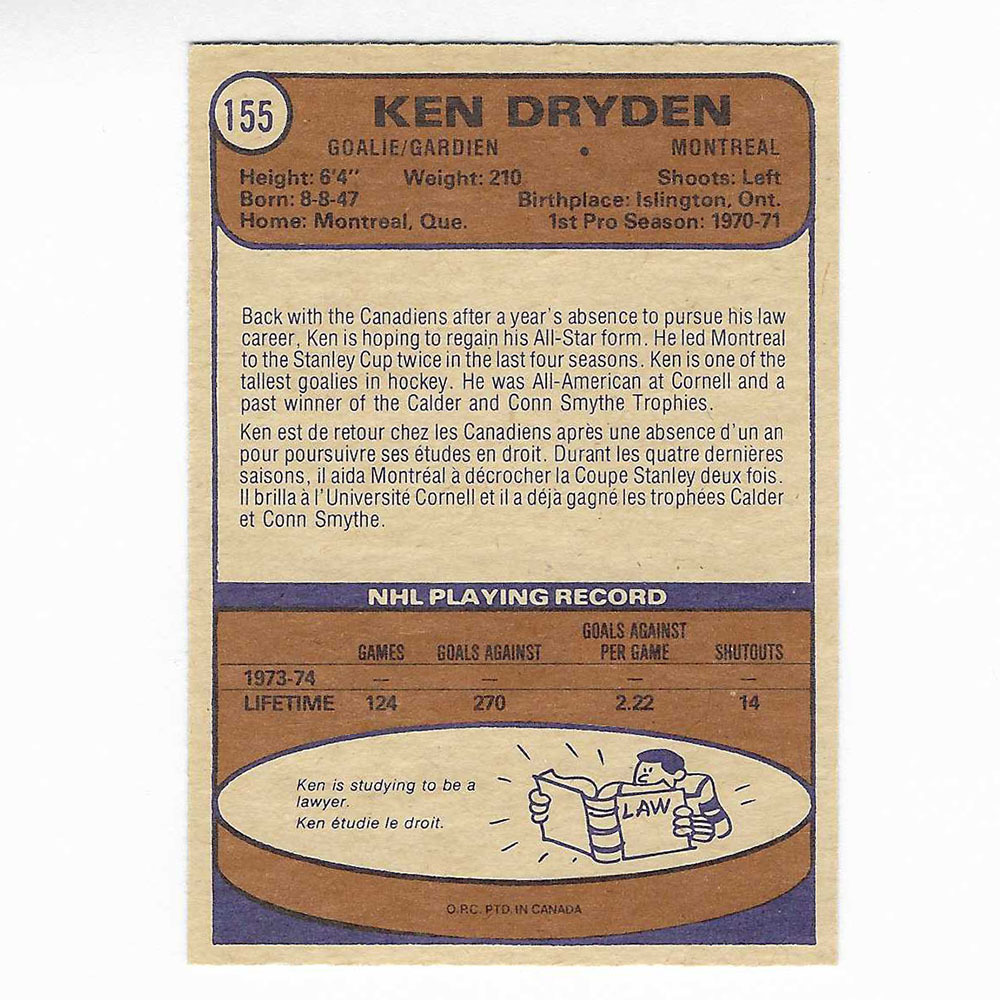 155
KEN DRYDEN
GOALIE/GARDIEN • MONTREAL
Height: 6'4" Weight: 210 Shoots: Left
Born: 8-8-47 Birthplace: Islington, Ont.
Home: Montreal, Que. 1st Pro Season: 1970-71
Back with the Canadiens after a year's absence to pursue his law
career, Ken is hoping to regain his All-Star form. He led Montreal
to the Stanley Cup twice in the last four seasons. Ken is one of the
tallest goalies in hockey. He was All-American at Cornell and a
past winner of the Calder and Conn Smythe Trophies.
Ken est de retour chez les Canadiens après une absence d'un an
pour poursuivre ses études en droit. Durant les quatre dernières
saisons, il aida Montréal à décrocher la Coupe Stanley deux fois.
Il brilla à l'Université Cornell et il a déjà gagné les trophées Calder
et Conn Smythe.
NHL PLAYING RECORD
GAMES GOALS AGAINST GOALS AGAINST PER GAME SHUTOUTS
1973-74 — — — —
LIFETIME 124 270 2.22 14
Ken is studying to be a
lawyer.
Ken étudie le droit.
LAW
O.P.C. PTD. IN CANADA